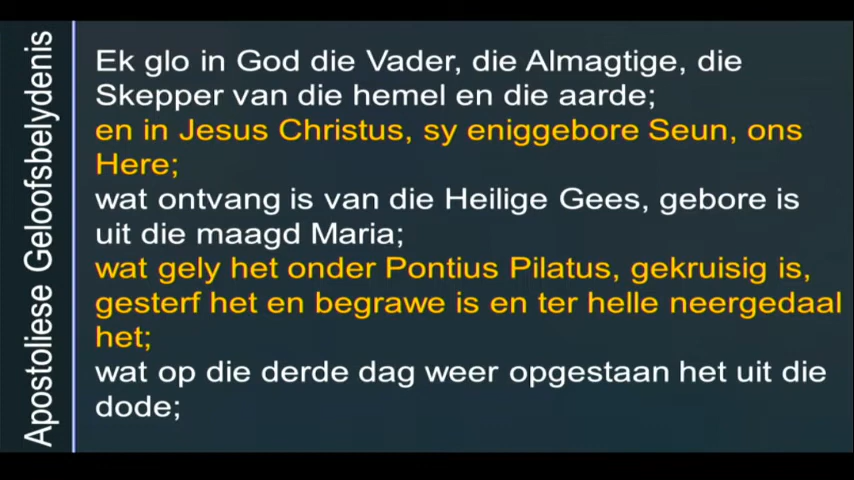 Apostoliese Geloofsbelydenis
Ek glo in God die Vader, die Almagtige, die
Skepper van die hemel en die aarde;
en in Jesus Christus, sy eniggebore Seun, ons
Here;
wat ontvang is van die Heilige Gees, gebore is
uit die maagd Maria;
wat gely het onder Pontius Pilatus, gekruisig is,
gesterf het en begrawe is en ter helle neergedaal
het;
wat op die derde dag weer opgestaan het uit die
dode;